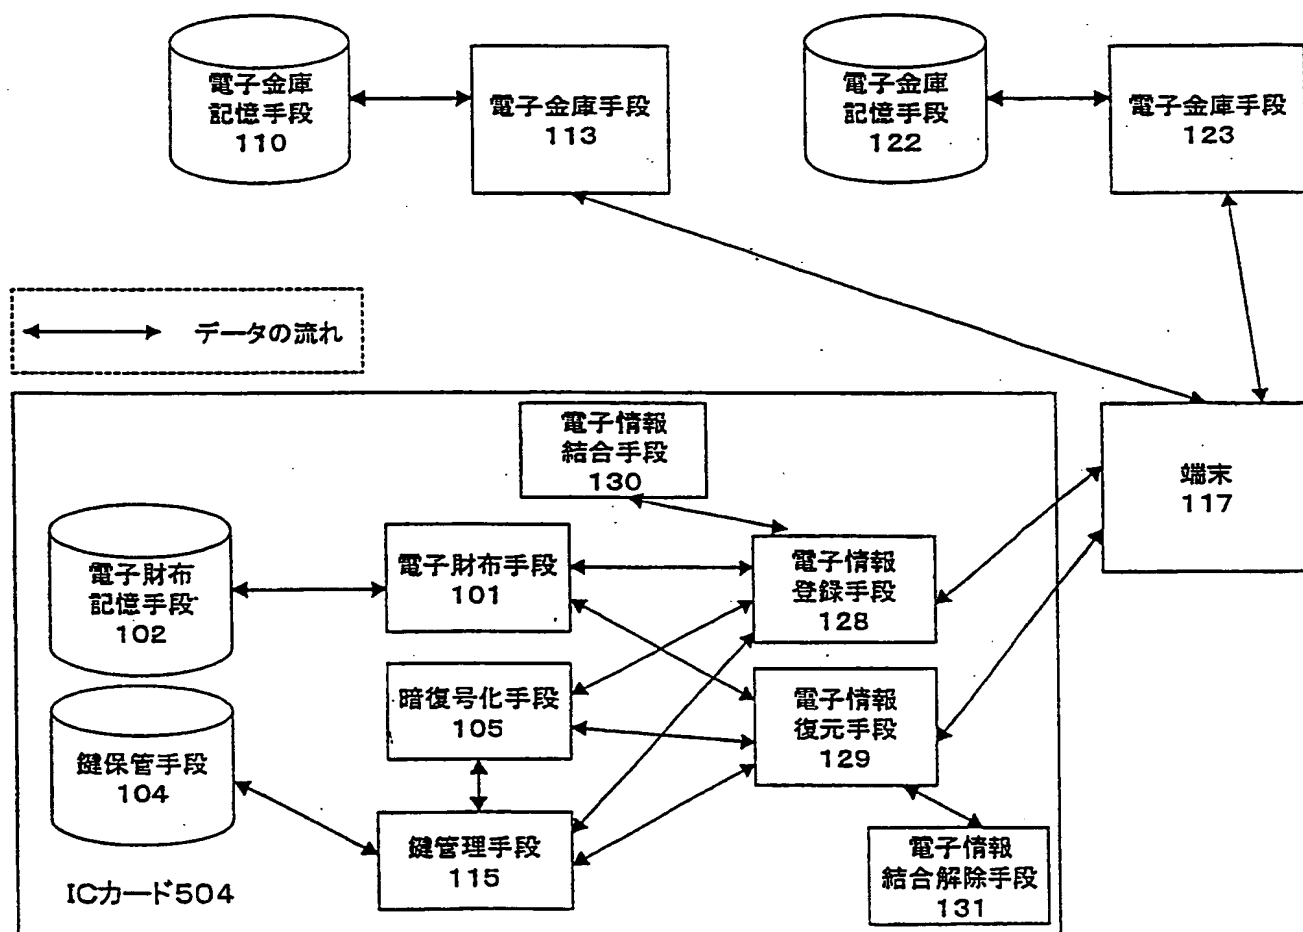 電子金庫
記憶手段
110
電子金庫手段
113
電子金庫
記憶手段
122
電子金庫手段
123
データの流れ
電子情報
結合手段
130
端末
117
電子財布
記憶手段
102
電子財布手段
101
電子情報
登録手段
128
暗復号化手段
105
電子情報
復元手段
129
鍵保管手段
104
鍵管理手段
115
電子情報
結合解除手段
131
ICカード504